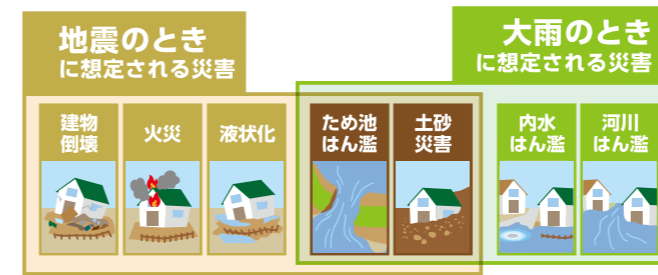 地震のとき
に想定される災害
大雨のとき
に想定される災害
建物
倒壊
火災
液状化
ため池
はん濫
土砂
災害
内水
はん濫
河川
はん濫